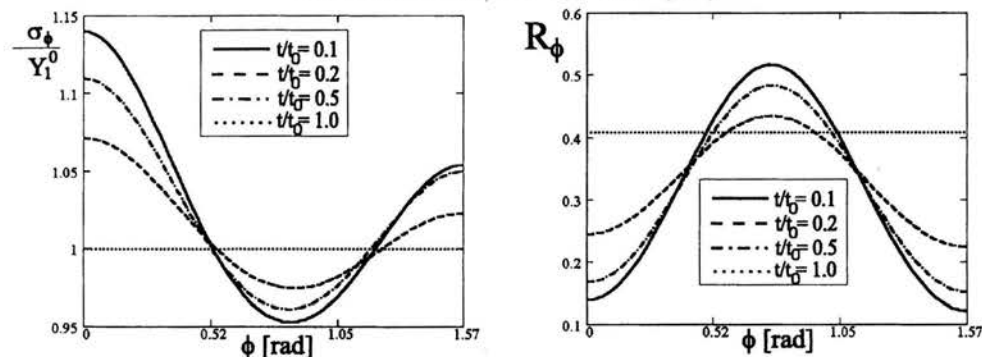 1.15
σϕ
Y₁⁰
t/t₀= 0.1
t/t₀= 0.2
t/t₀= 0.5
t/t₀= 1.0
1.1
1.05
1
0.95
0
0.52
1.05
1.57
ϕ [rad]
Rϕ
0.6
0.5
0.4
0.3
0.2
0.1
t/t₀= 0.1
t/t₀= 0.2
t/t₀= 0.5
t/t₀= 1.0
0
0.52
1.05
1.57
ϕ [rad]